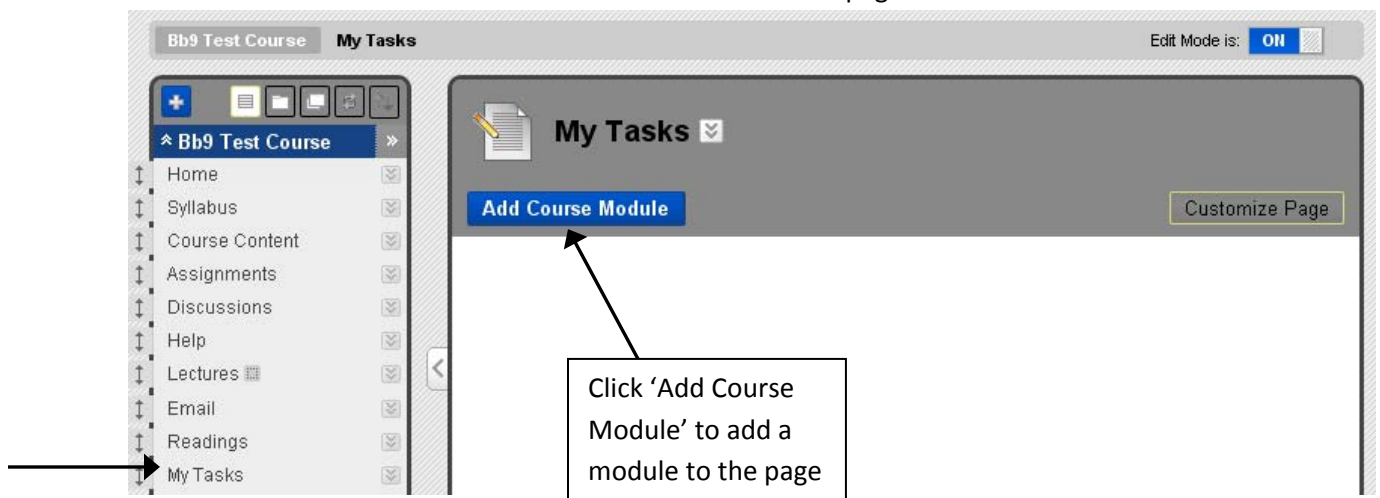 pag
Bb9 Test Course My Tasks Edit Mode is: ON
Bb9 Test Course
Home
Syllabus
Course Content
Assignments
Discussions
Help
Lectures
Email
Readings
My Tasks
My Tasks
Add Course Module Customize Page
Click ‘Add Course
Module’ to add a
module to the page